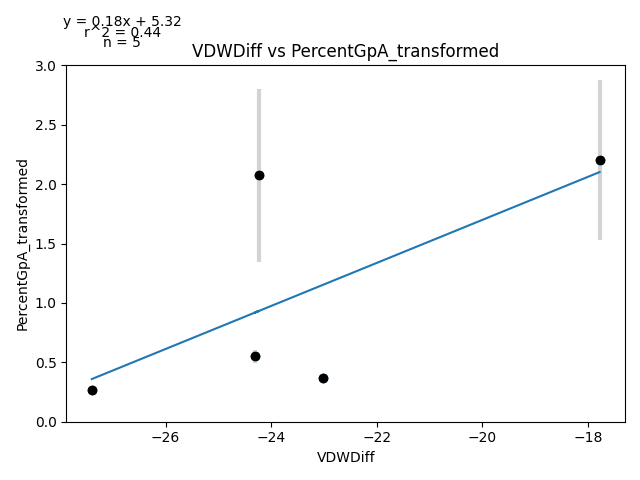 y = 0.18x + 5.32
r^2 = 0.44
n = 5
VDWDiff vs PercentGpA_transformed
3.0
2.5
2.0
1.5
1.0
0.5
0.0
PercentGpA_transformed
−26
−24
−22
−20
−18
VDWDiff